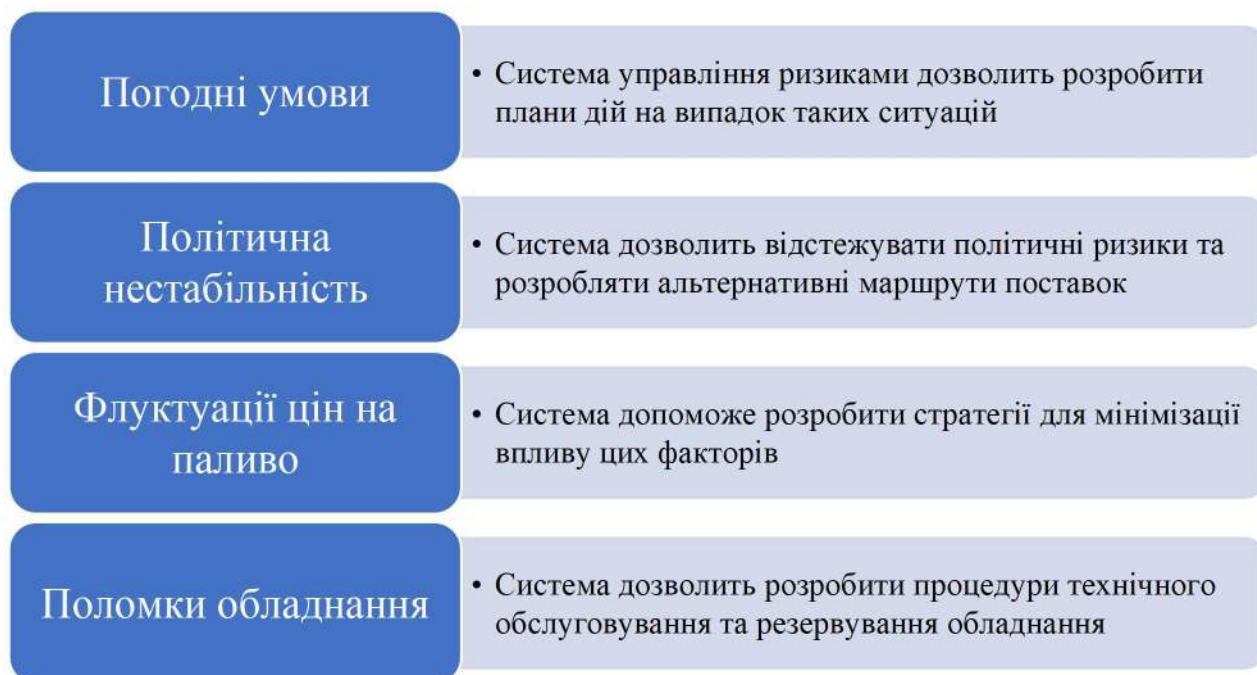 Погодні умови
• Система управління ризиками дозволить розробити
плани дій на випадок таких ситуацій
Політична
нестабільність
• Система дозволить відстежувати політичні ризики та
розробляти альтернативні маршрути поставок
Флуктуації цін на
паливо
• Система допоможе розробити стратегії для мінімізації
впливу цих факторів
Поломки обладнання
• Система дозволить розробити процедури технічного
обслуговування та резервування обладнання